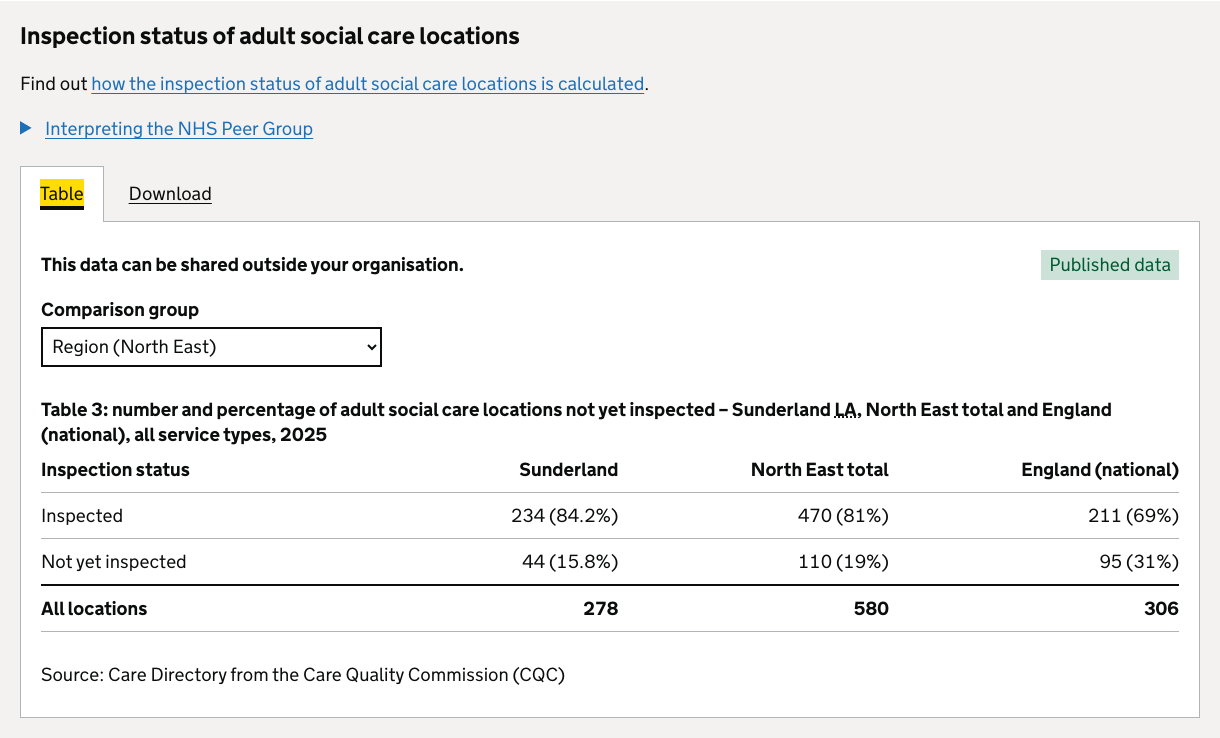 Inspection status of adult social care locations
Find out how the inspection status of adult social care locations is calculated.
Interpreting the NHS Peer Group
Table Download
This data can be shared outside your organisation. Published data
Comparison group
Region (North East)
Table 3: number and percentage of adult social care locations not yet inspected – Sunderland LA, North East total and England
(national), all service types, 2025
Inspection status Sunderland North East total England (national)
Inspected 234 (84.2%) 470 (81%) 211 (69%)
Not yet inspected 44 (15.8%) 110 (19%) 95 (31%)
All locations 278 580 306
Source: Care Directory from the Care Quality Commission (CQC)